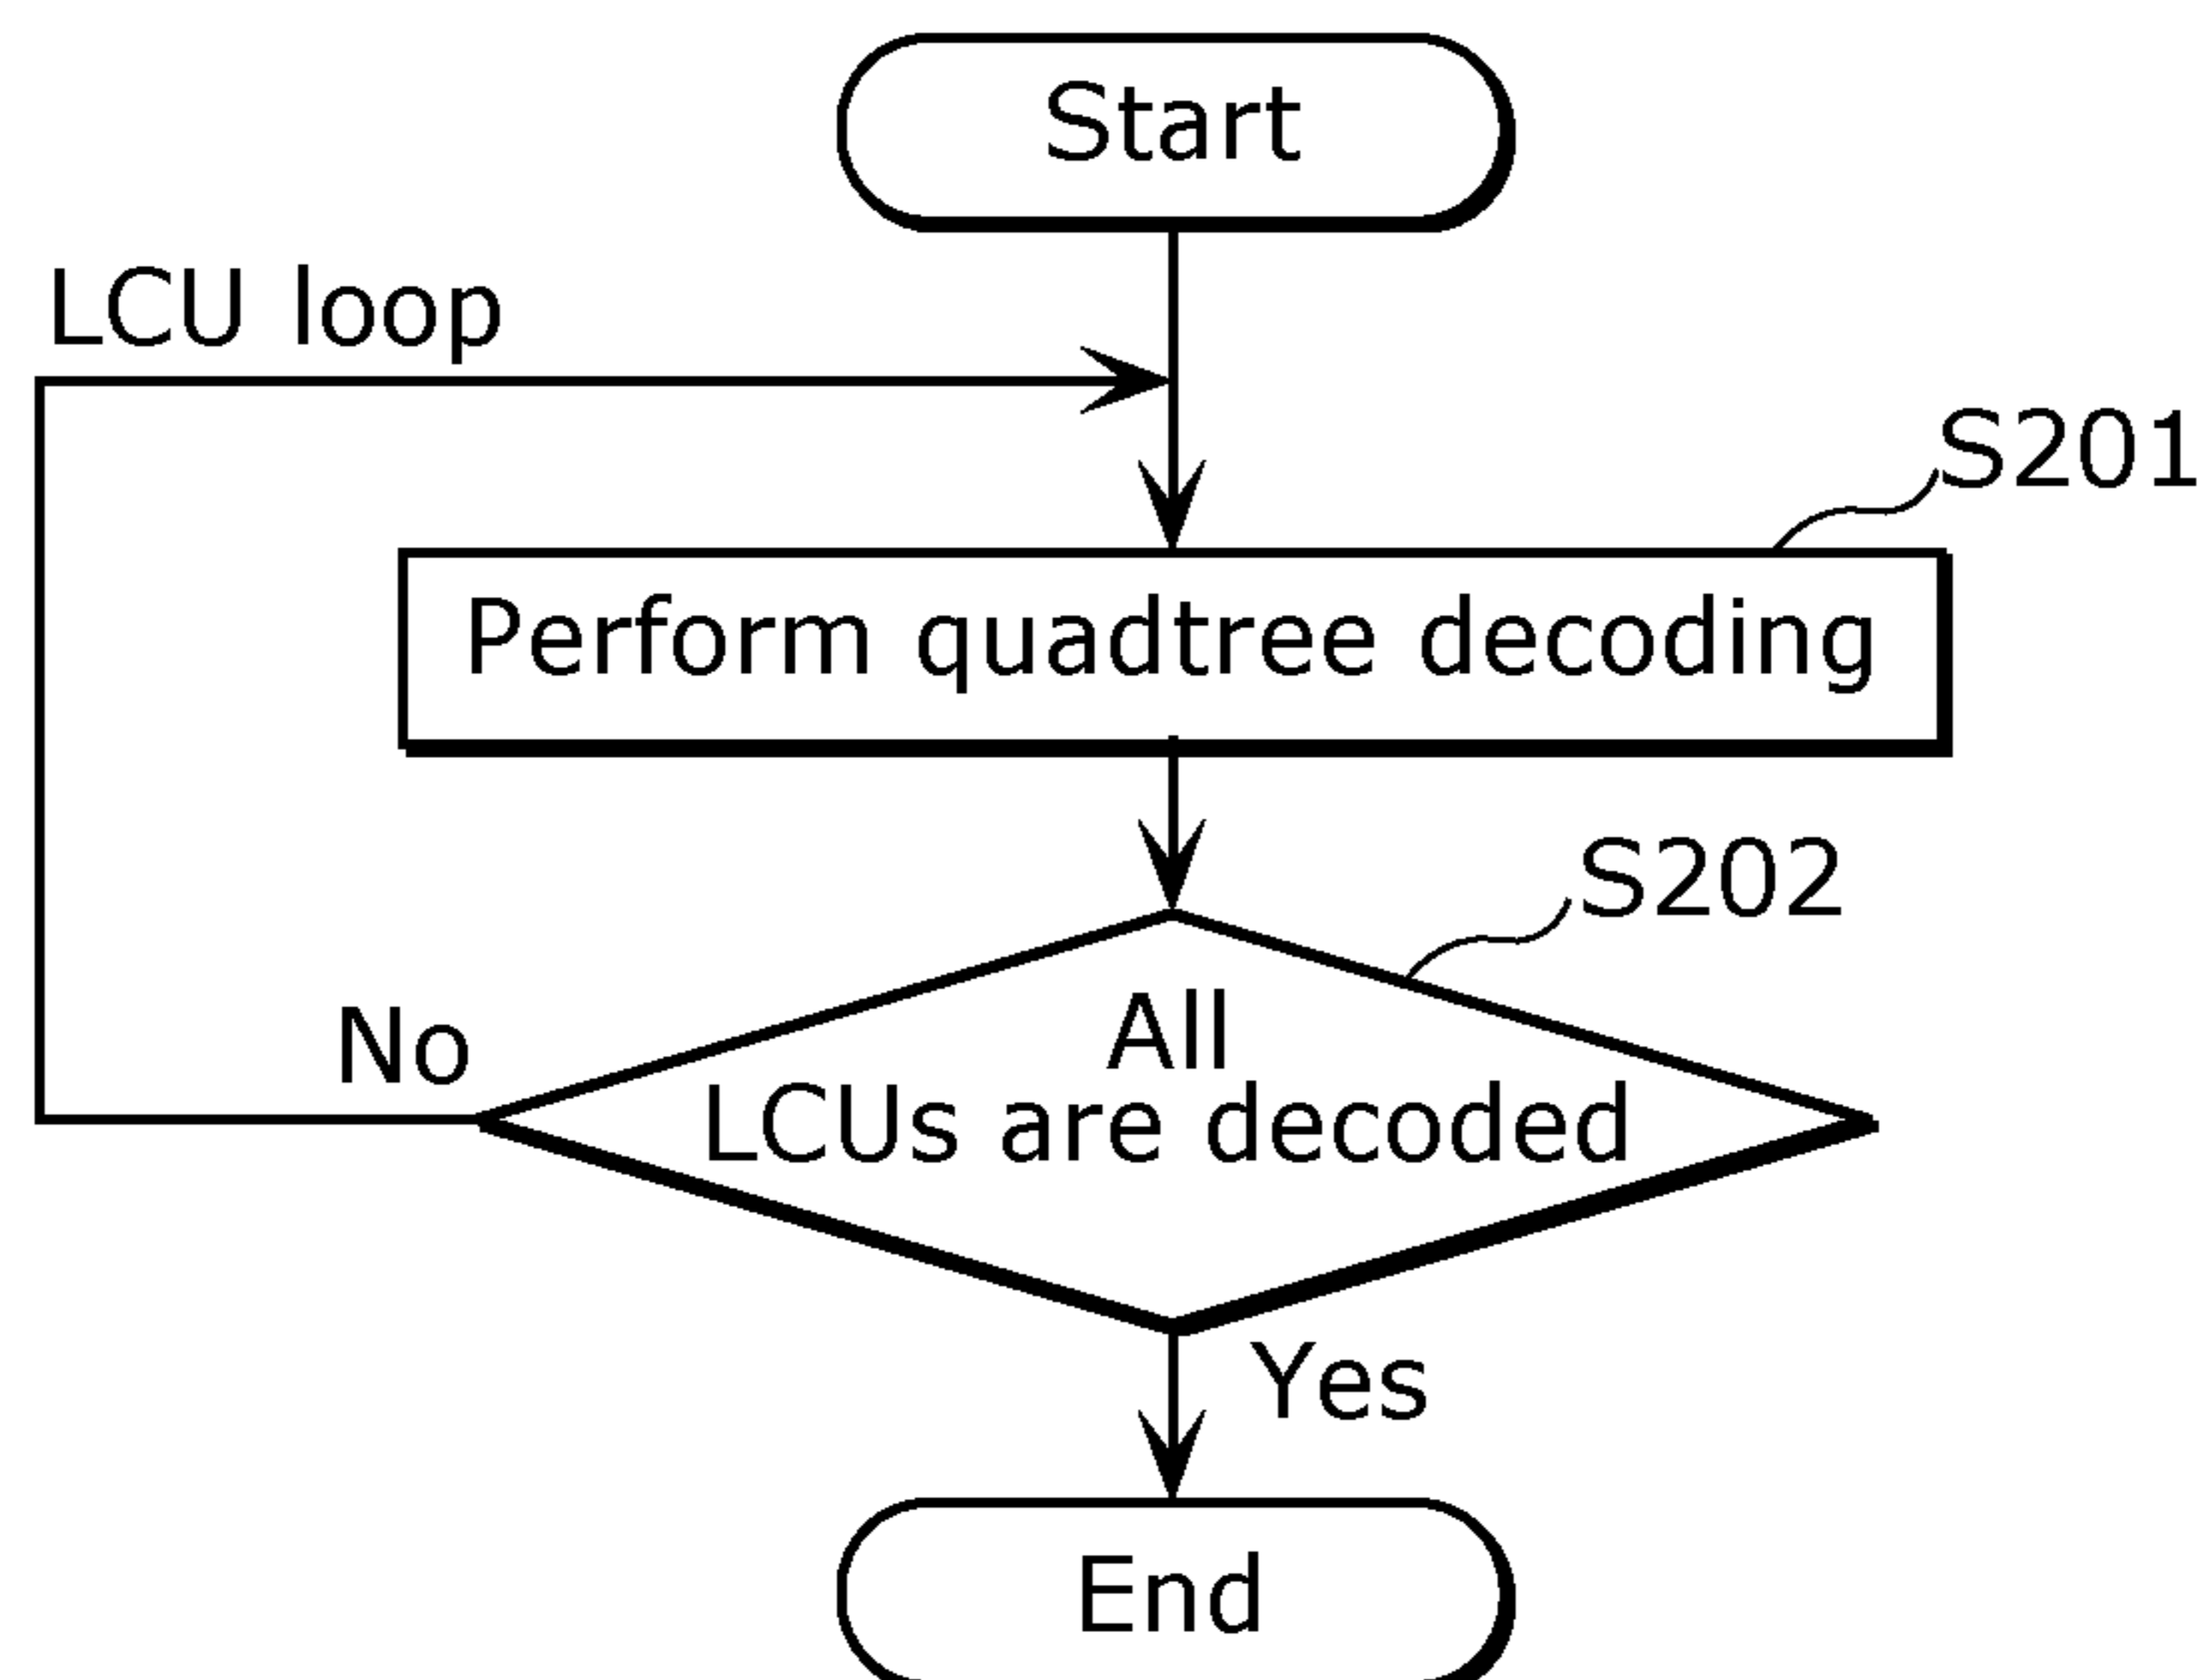 Start
LCU loop
S201
Perform quadtree decoding
S202
All
LCUs are decoded
No
Yes
End